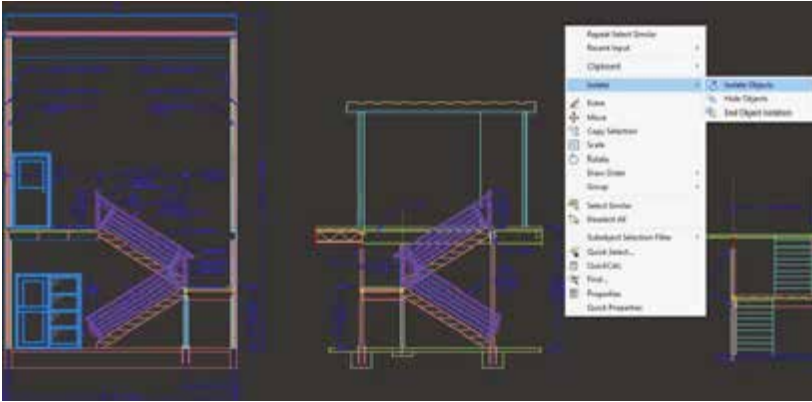 Repeat Select Similar
Recent Input
Clipboard
Isolate
Isolate Objects
Hide Objects
End Object Isolation
Erase
Move
Copy Selection
Scale
Rotate
Draw Order
Group
Select Similar
Deselect All
Subobject Selection Filter
Quick Select...
QuickCalc
Find...
Properties
Quick Properties